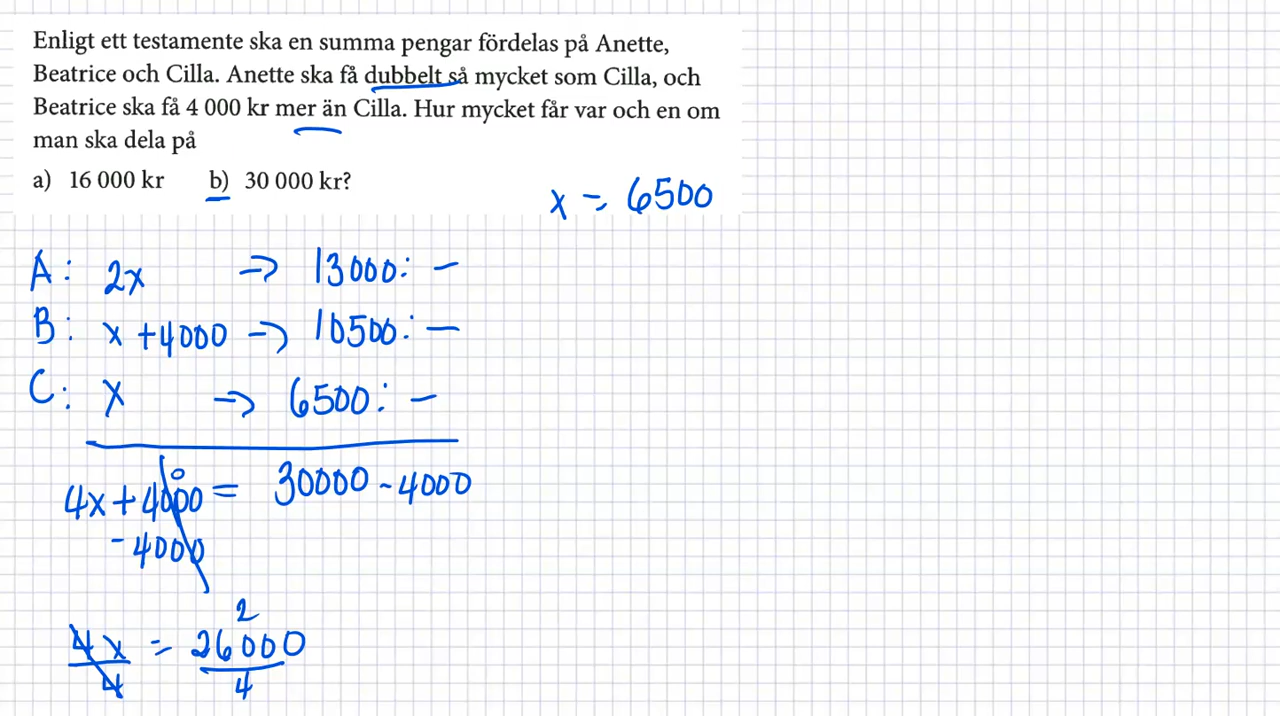 Enligt ett testamente ska en summa pengar fördelas på Anette,
Beatrice och Cilla. Anette ska få dubbelt så mycket som Cilla, och
Beatrice ska få 4 000 kr mer än Cilla. Hur mycket får var och en om
man ska dela på
a) 16 000 kr b) 30 000 kr?
x = 6500
A: 2x => 13000:-
B: x + 4000 => 10500:-
C: x => 6500:-
0
4x + 4000 = 30000 - 4000
- 4000
2
4x = 26000
4 4